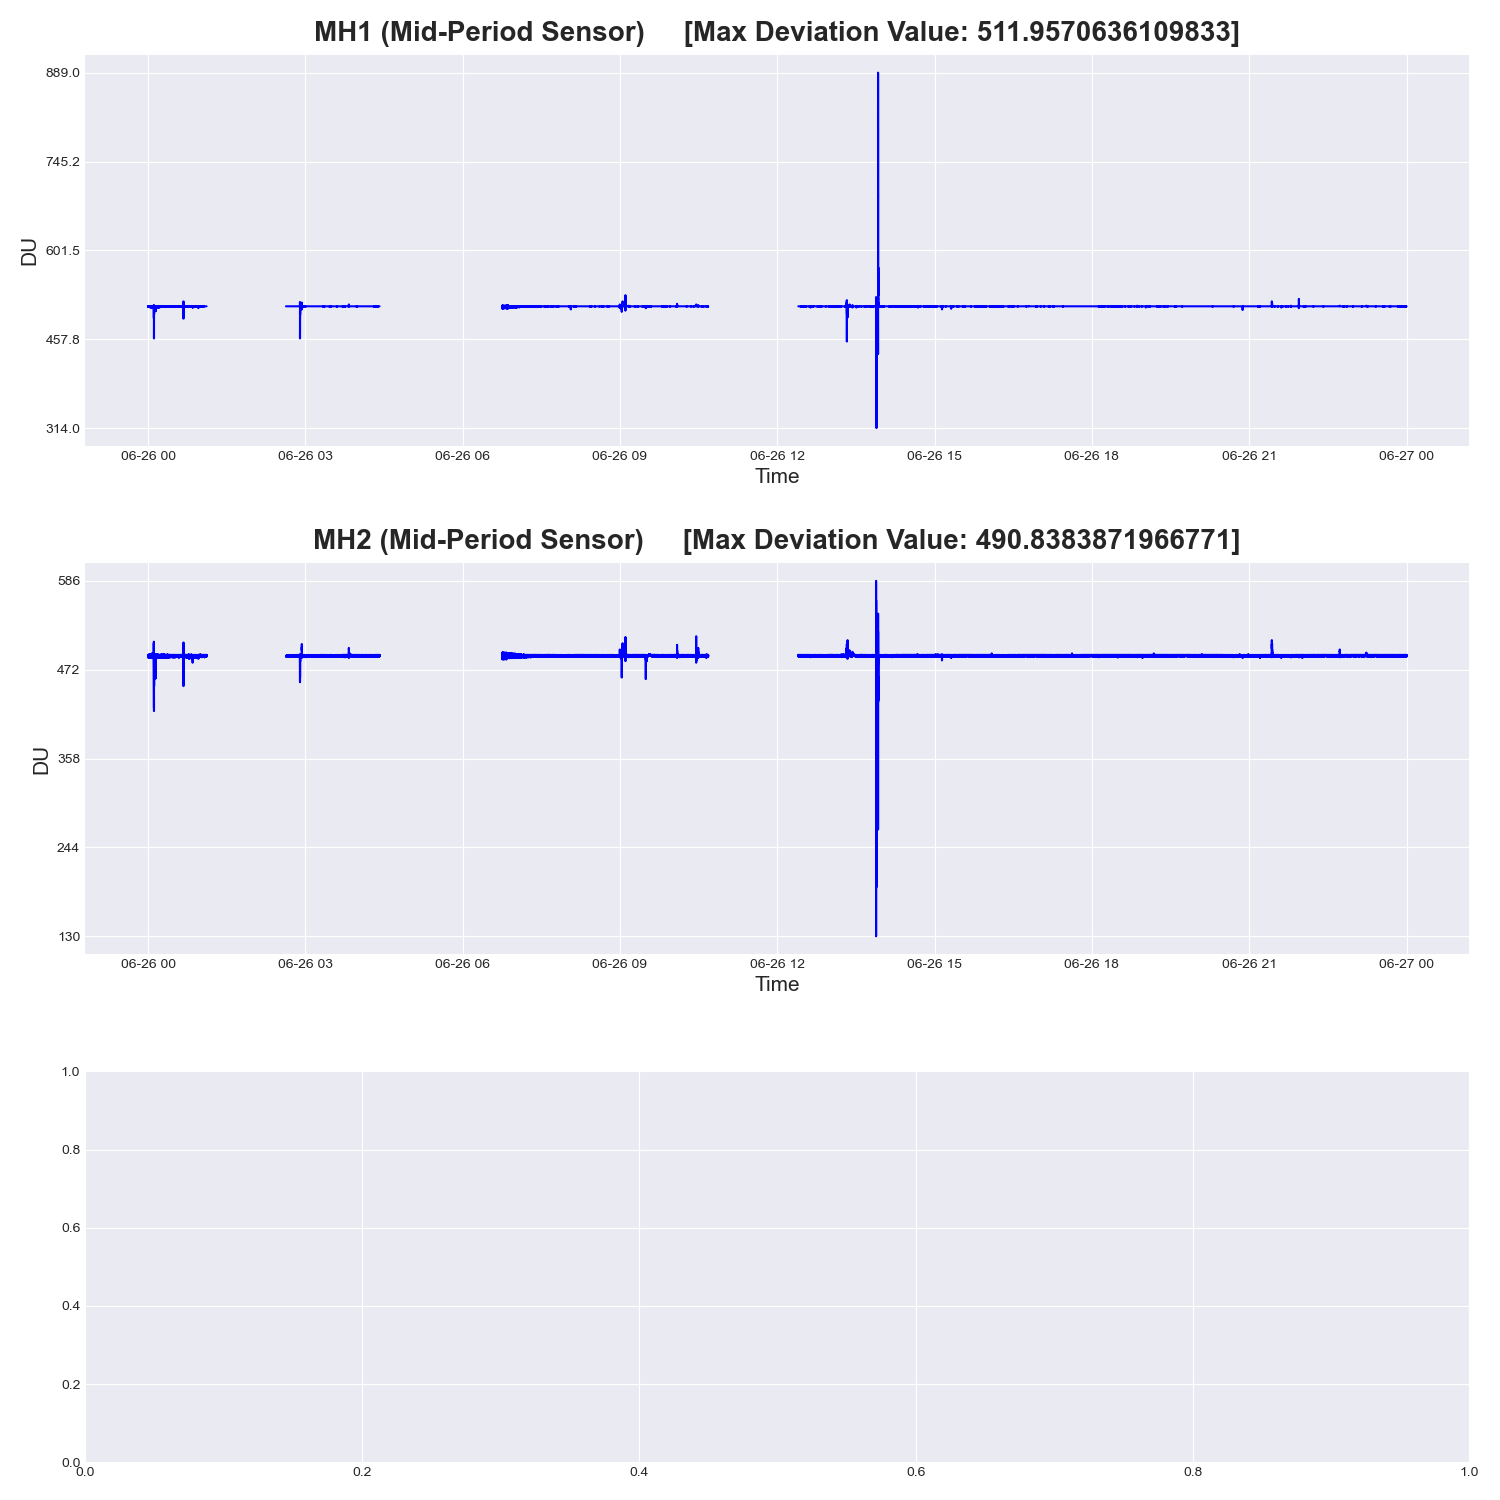 MH1 (Mid-Period Sensor) [Max Deviation Value: 511.9570636109833]
889.0
745.2
601.5
457.8
314.0
DU
06-26 00 06-26 03 06-26 06 06-26 09 06-26 12 06-26 15 06-26 18 06-26 21 06-27 00
Time
MH2 (Mid-Period Sensor) [Max Deviation Value: 490.8383871966771]
586
472
358
244
130
DU
06-26 00 06-26 03 06-26 06 06-26 09 06-26 12 06-26 15 06-26 18 06-26 21 06-27 00
Time
1.0
0.8
0.6
0.4
0.2
0.0
0.0 0.2 0.4 0.6 0.8 1.0